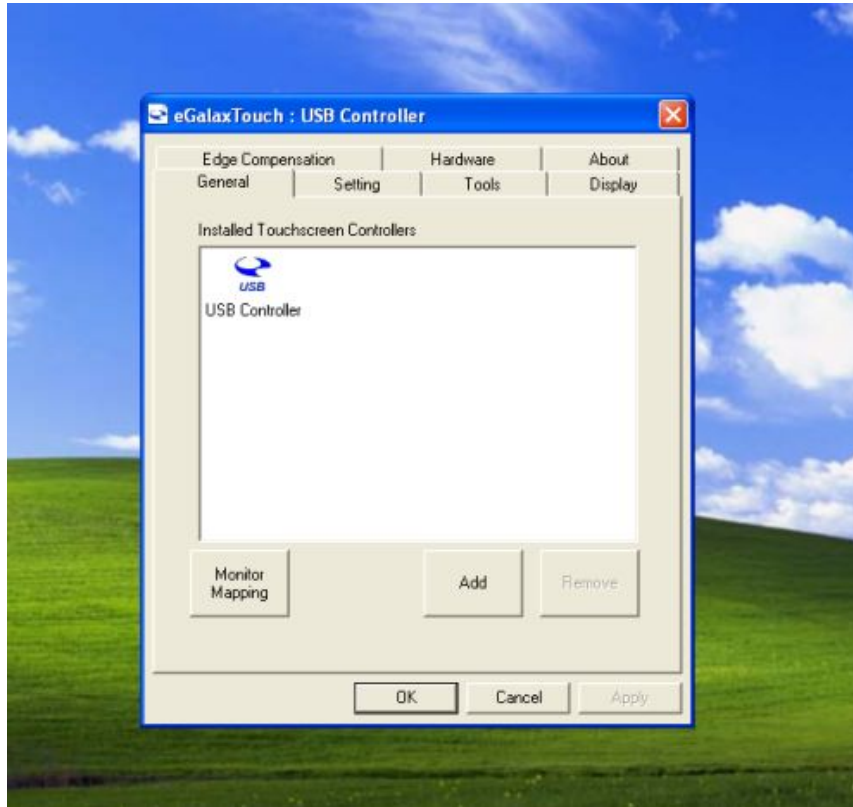 eGalaxTouch : USB Controller
Edge Compensation Hardware About
General Setting Tools Display
Installed Touchscreen Controllers
USB
USB Controller
Monitor
Mapping
Add
Remove
OK Cancel Apply